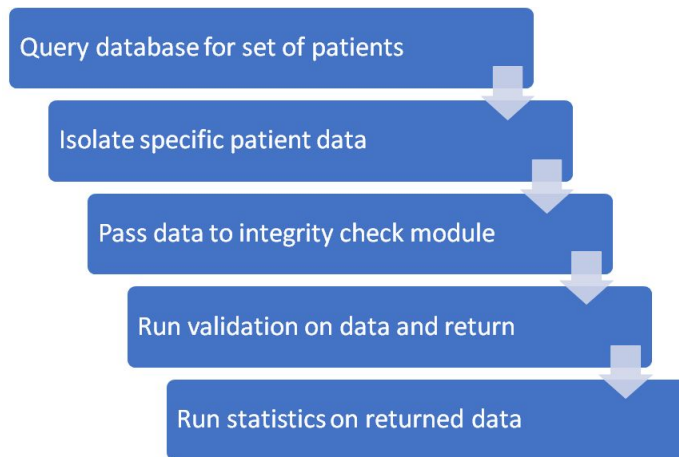 Query database for set of patients
Isolate specific patient data
Pass data to integrity check module
Run validation on data and return
Run statistics on returned data